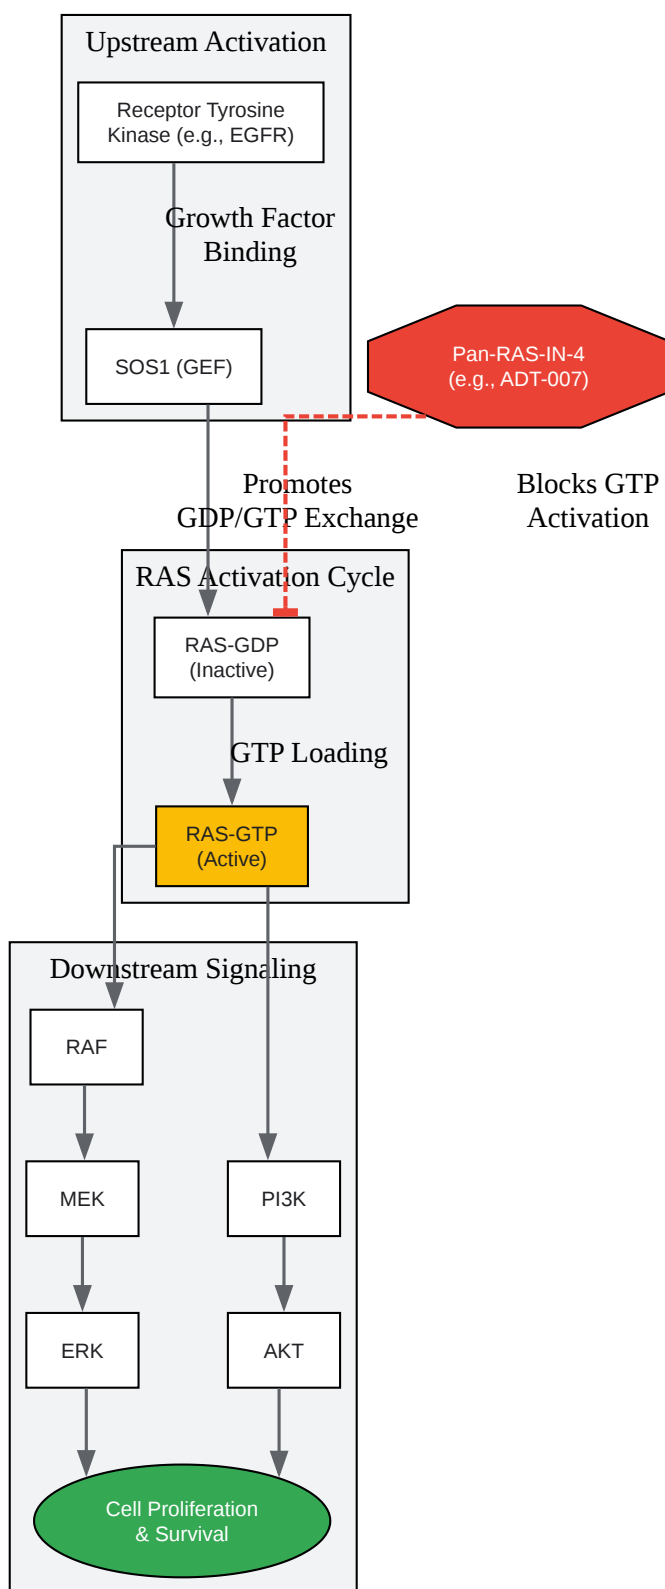 Upstream Activation
Receptor Tyrosine
Kinase (e.g., EGFR)
Growth Factor
Binding
SOS1 (GEF)
Pan-RAS-IN-4
(e.g., ADT-007)
Promotes
GDP/GTP Exchange
Blocks GTP
Activation
RAS Activation Cycle
RAS-GDP
(Inactive)
GTP Loading
RAS-GTP
(Active)
Downstream Signaling
RAF
MEK
PI3K
ERK
AKT
Cell Proliferation
& Survival